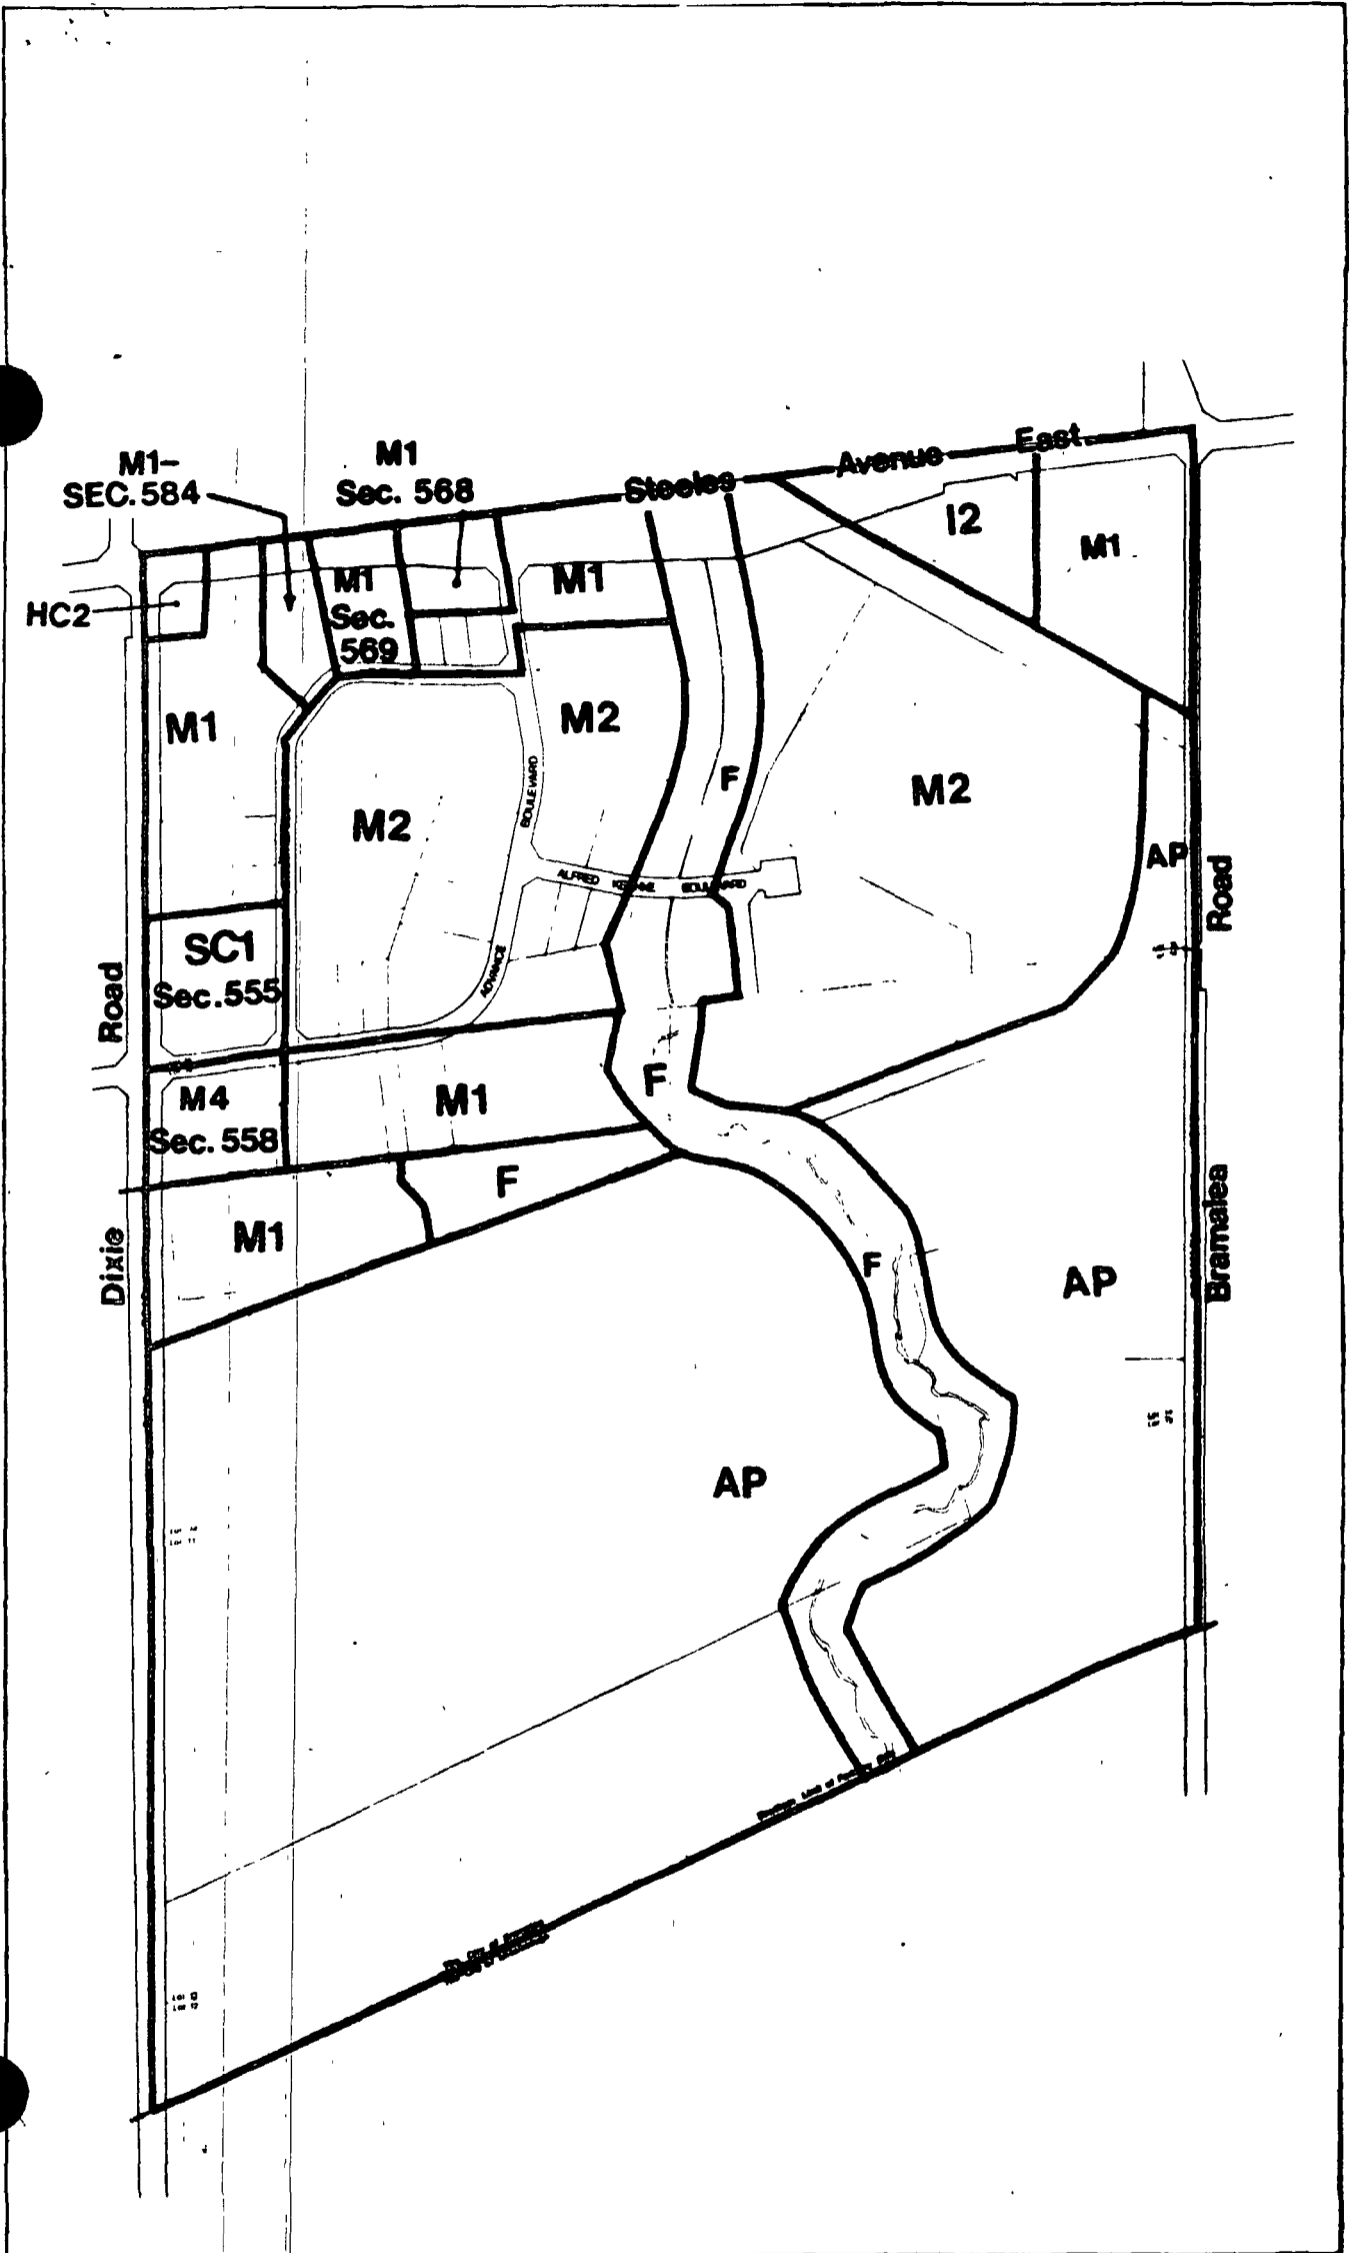 Steeles Avenue East
M1-
SEC. 584
M1
Sec. 568
HC2
M1
Sec.
569
M1
I2
M1
M1
M2
F
M2
M2
BOULEVARD
AP
ALFRED
BOULEVARD
ADVANCE
SC1
Sec. 555
Road
Road
M4
Sec. 558
M1
F
F
M1
Dixie
F
AP
Bramalea
AP